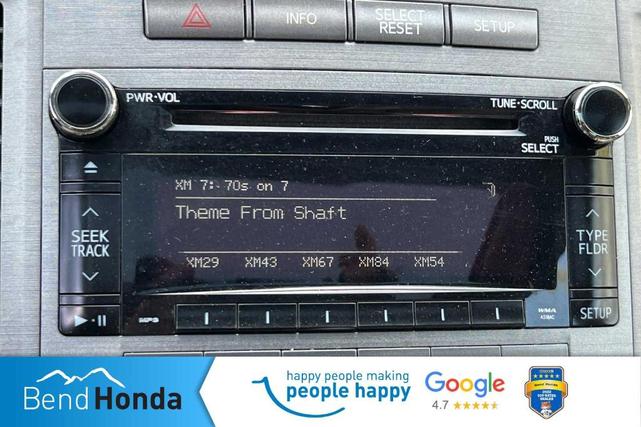 INFO
SELECT
RESET
SETUP
PWR·VOL
TUNE·SCROLL
PUSH
SELECT
XM 7: 70s on 7
Theme From Shaft
SEEK
TRACK
TYPE
FLDR
XM29 XM43 XM67 XM84 XM54
MP3
WMA
SETUP
Bend Honda
happy people making
people happy
Google
4.7